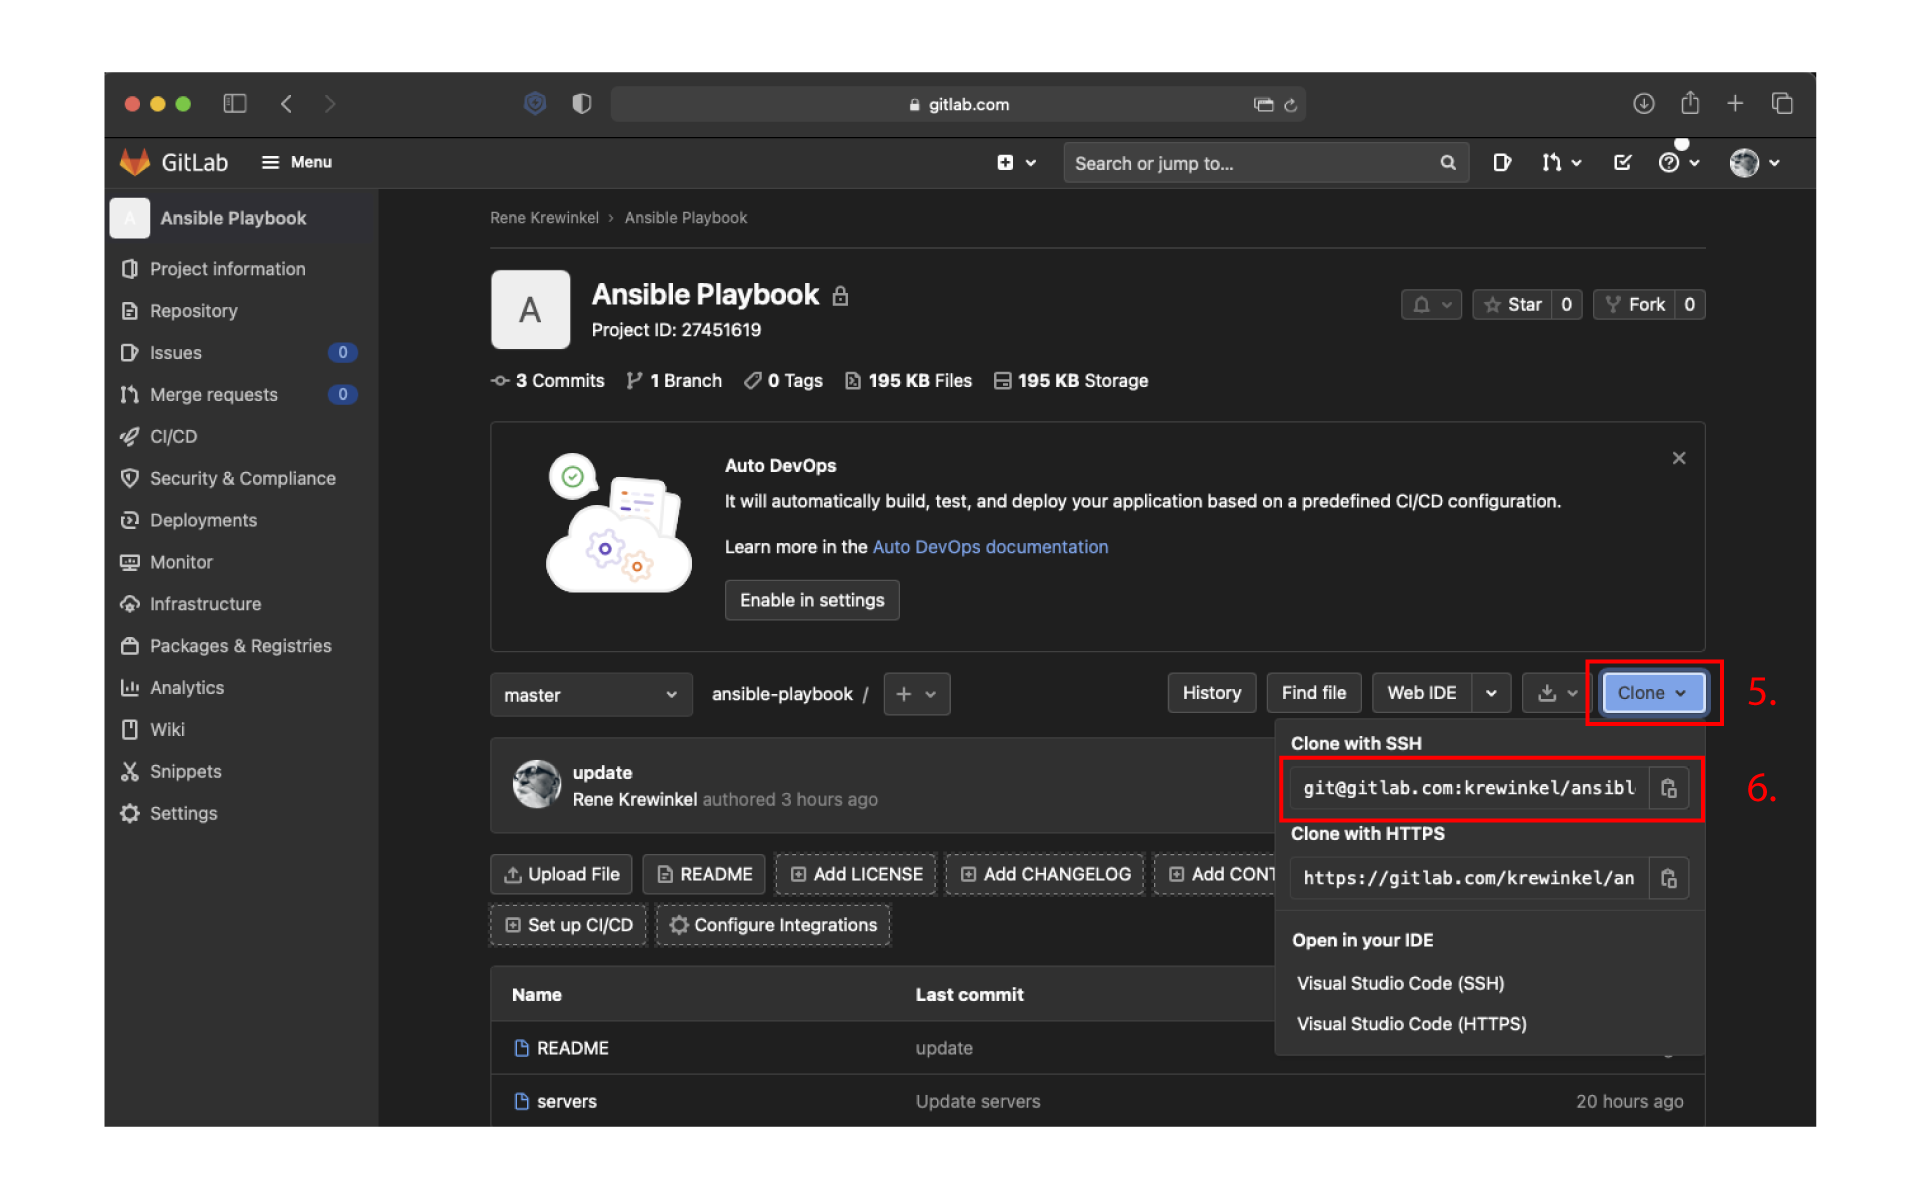 gitlab.com
GitLab Menu Search or jump to...
A Ansible Playbook
Project information
Repository
Issues 0
Merge requests 0
CI/CD
Security & Compliance
Deployments
Monitor
Infrastructure
Packages & Registries
Analytics
Wiki
Snippets
Settings
Rene Krewinkel › Ansible Playbook
A
Ansible Playbook
Project ID: 27451619
Star 0 Fork 0
3 Commits 1 Branch 0 Tags 195 KB Files 195 KB Storage
Auto DevOps
It will automatically build, test, and deploy your application based on a predefined CI/CD configuration.
Learn more in the Auto DevOps documentation
Enable in settings
master ansible-playbook / + History Find file Web IDE Clone 5.
update
Rene Krewinkel authored 3 hours ago
Clone with SSH
git@gitlab.com:krewinkel/ansibl 6.
Clone with HTTPS
https://gitlab.com/krewinkel/an
Open in your IDE
Visual Studio Code (SSH)
Visual Studio Code (HTTPS)
Upload File README Add LICENSE Add CHANGELOG Add CONT
Set up CI/CD Configure Integrations
Name Last commit
README update
servers Update servers 20 hours ago